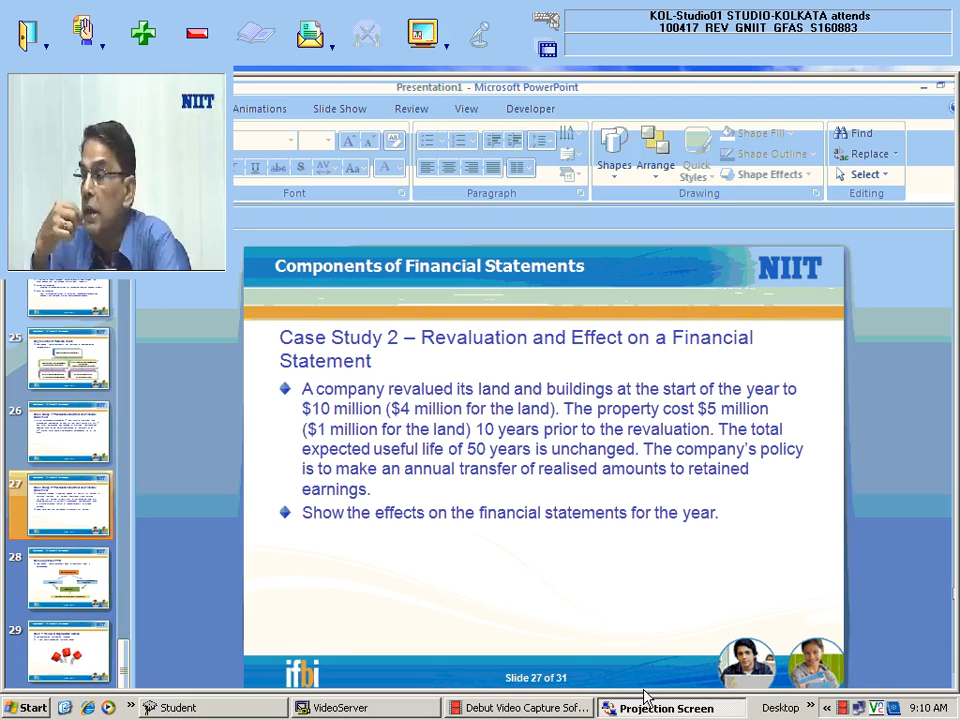 KOL-Studio01 STUDIO-KOLKATA attends
100417_REV_GNIIT_GFAS_S160883
NIIT
Presentation1 - Microsoft PowerPoint
Animations Slide Show Review View Developer
Shapes Arrange Quick Styles
Shape Fill
Shape Outline
Shape Effects
Find
Replace
Select
Font Paragraph Drawing Editing
Components of Financial Statements
NIIT
Case Study 2 – Revaluation and Effect on a Financial
Statement
A company revalued its land and buildings at the start of the year to
$10 million ($4 million for the land). The property cost $5 million
($1 million for the land) 10 years prior to the revaluation. The total
expected useful life of 50 years is unchanged. The company's policy
is to make an annual transfer of realised amounts to retained
earnings.
Show the effects on the financial statements for the year.
25
26
27
28
29
ifbi
Slide 27 of 31
Start Student VideoServer Debut Video Capture Sof... Projection Screen Desktop 9:10 AM